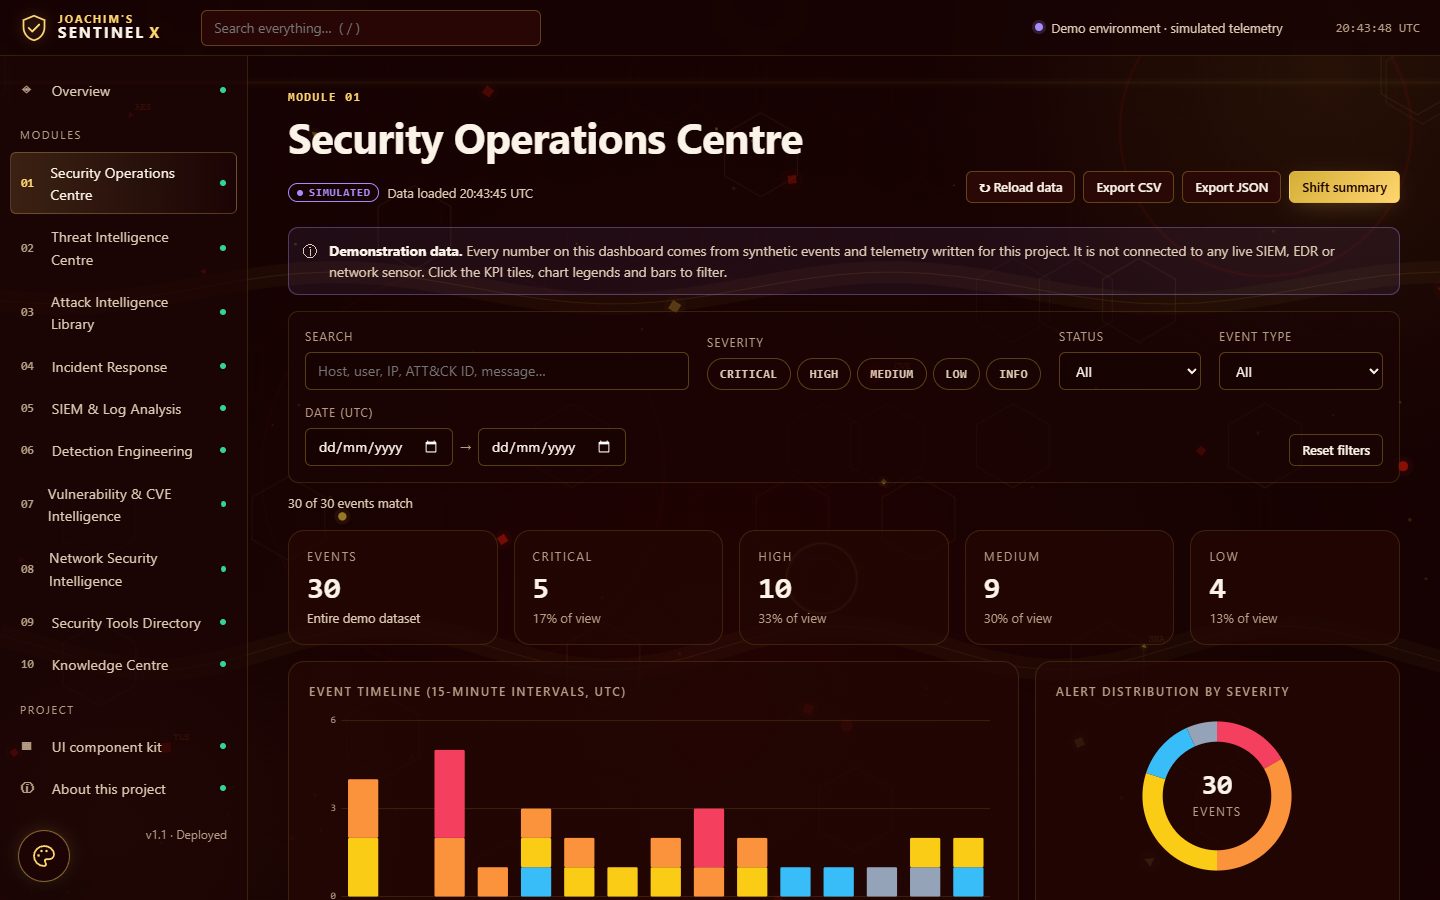 JOACHIM'S
SENTINEL X
Search everything... ( / )
Demo environment · simulated telemetry
20:43:48 UTC
Overview
MODULES
01 Security Operations
Centre
02 Threat Intelligence
Centre
03 Attack Intelligence
Library
04 Incident Response
05 SIEM & Log Analysis
06 Detection Engineering
07 Vulnerability & CVE
Intelligence
08 Network Security
Intelligence
09 Security Tools Directory
10 Knowledge Centre
PROJECT
UI component kit
About this project
v1.1 · Deployed
MODULE 01
Security Operations Centre
SIMULATED
Data loaded 20:43:45 UTC
↻ Reload data
Export CSV
Export JSON
Shift summary
Demonstration data. Every number on this dashboard comes from synthetic events and telemetry written for this project. It is not connected to any live SIEM, EDR or
network sensor. Click the KPI tiles, chart legends and bars to filter.
SEARCH
Host, user, IP, ATT&CK ID, message...
SEVERITY
CRITICAL
HIGH
MEDIUM
LOW
INFO
STATUS
All
EVENT TYPE
All
DATE (UTC)
dd/mm/yyyy → dd/mm/yyyy
Reset filters
30 of 30 events match
EVENTS
30
Entire demo dataset
CRITICAL
5
17% of view
HIGH
10
33% of view
MEDIUM
9
30% of view
LOW
4
13% of view
EVENT TIMELINE (15-MINUTE INTERVALS, UTC)
6
3
0
ALERT DISTRIBUTION BY SEVERITY
30
EVENTS